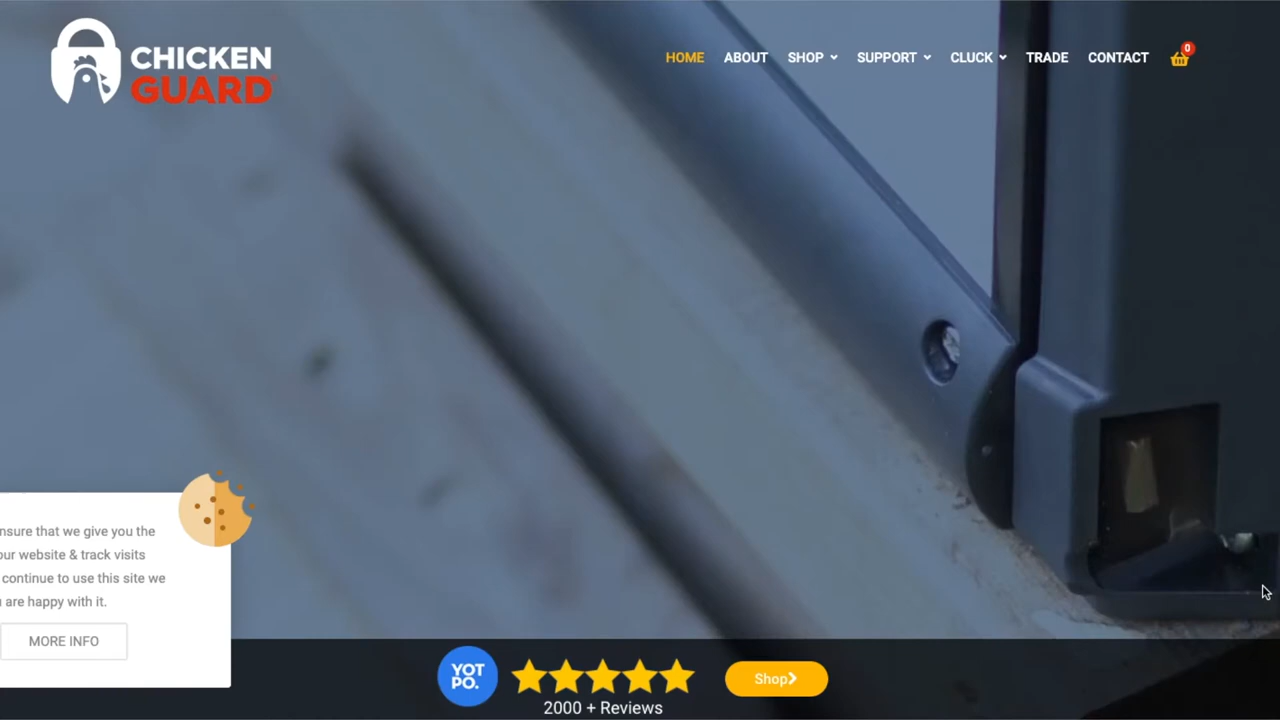 CHICKEN
GUARD
HOME ABOUT SHOP SUPPORT CLUCK TRADE CONTACT 0
nsure that we give you the
our website & track visits
continue to use this site we
are happy with it.
MORE INFO
YOT
PO.
2000 + Reviews
Shop